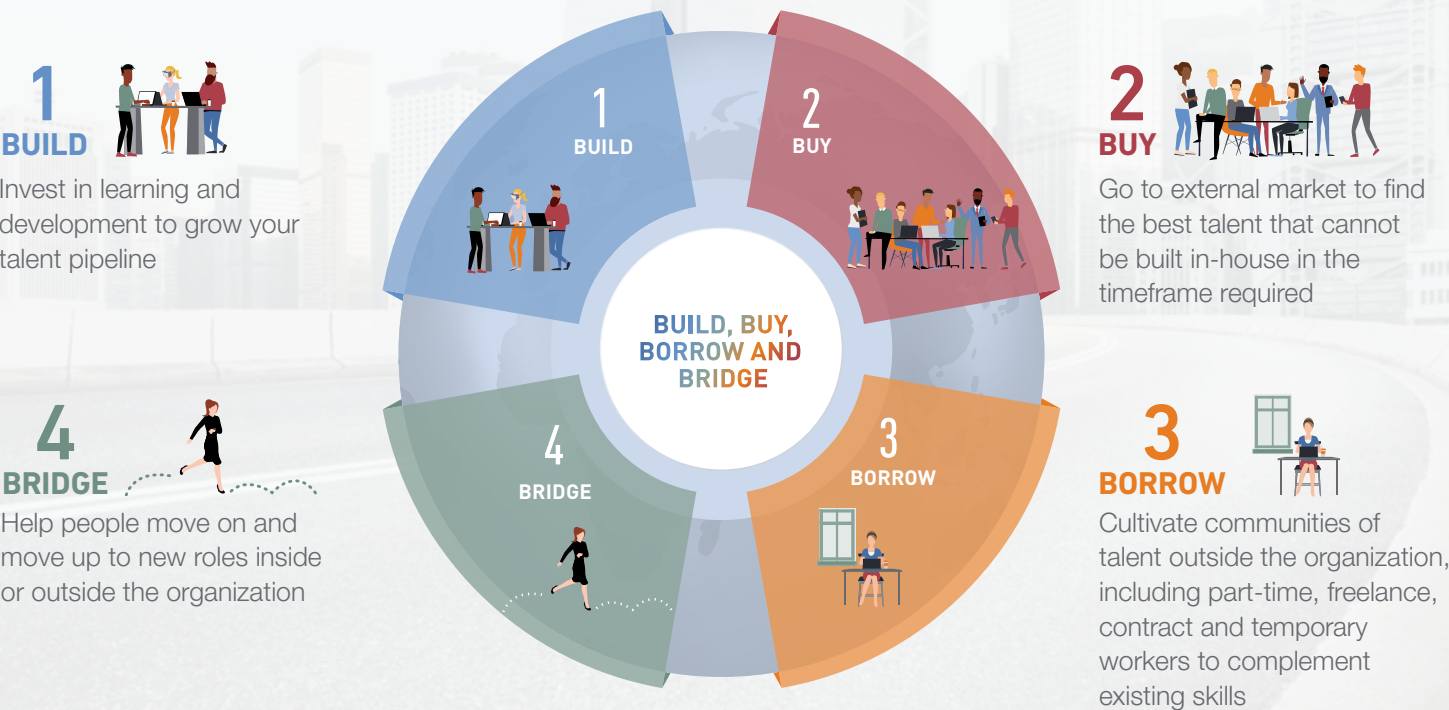 1
BUILD
Invest in learning and
development to grow your
talent pipeline
1
BUILD
2
BUY
2
BUY
Go to external market to find
the best talent that cannot
be built in-house in the
timeframe required
BUILD, BUY,
BORROW AND
BRIDGE
4
BRIDGE
Help people move on and
move up to new roles inside
or outside the organization
4
BRIDGE
3
BORROW
3
BORROW
Cultivate communities of
talent outside the organization,
including part-time, freelance,
contract and temporary
workers to complement
existing skills